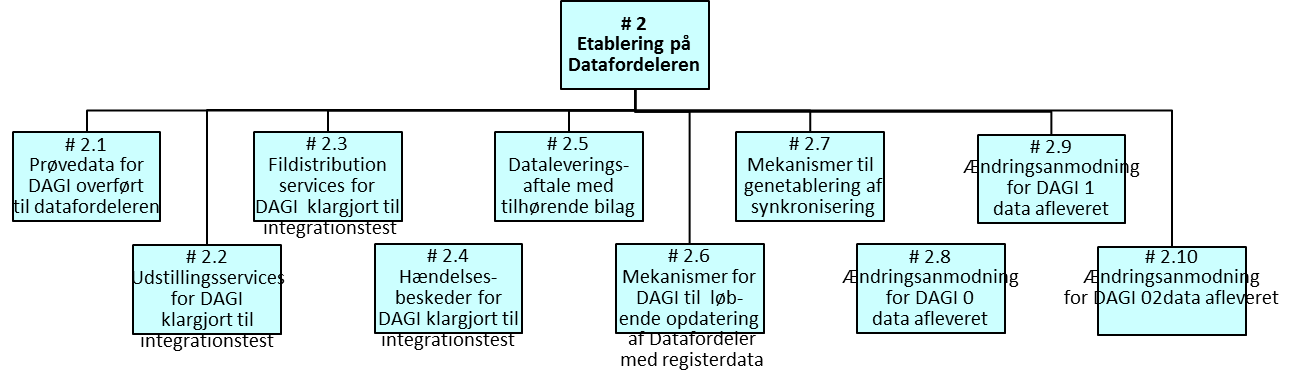 # 2
Etablering på
Datafordeleren
# 2.1
Prøvedata for
DAGI overført
til datafordeleren
# 2.2
Udstillingsservices
for DAGI
klargjort til
integrationstest
# 2.3
Fildistribution
services for
DAGI klargjort til
integrationstest
# 2.4
Hændelses-
beskeder for
DAGI klargjort til
integrationstest
# 2.5
Dataleverings-
aftale med
tilhørende bilag
# 2.6
Mekanismer for
DAGI til løb-
ende opdatering
af Datafordeler
med registerdata
# 2.7
Mekanismer til
genetablering af
synkronisering
# 2.8
Ændringsanmodning
for DAGI 0
data afleveret
# 2.9
Ændringsanmodning
for DAGI 1
data afleveret
# 2.10
Ændringsanmodning
for DAGI 02data afleveret